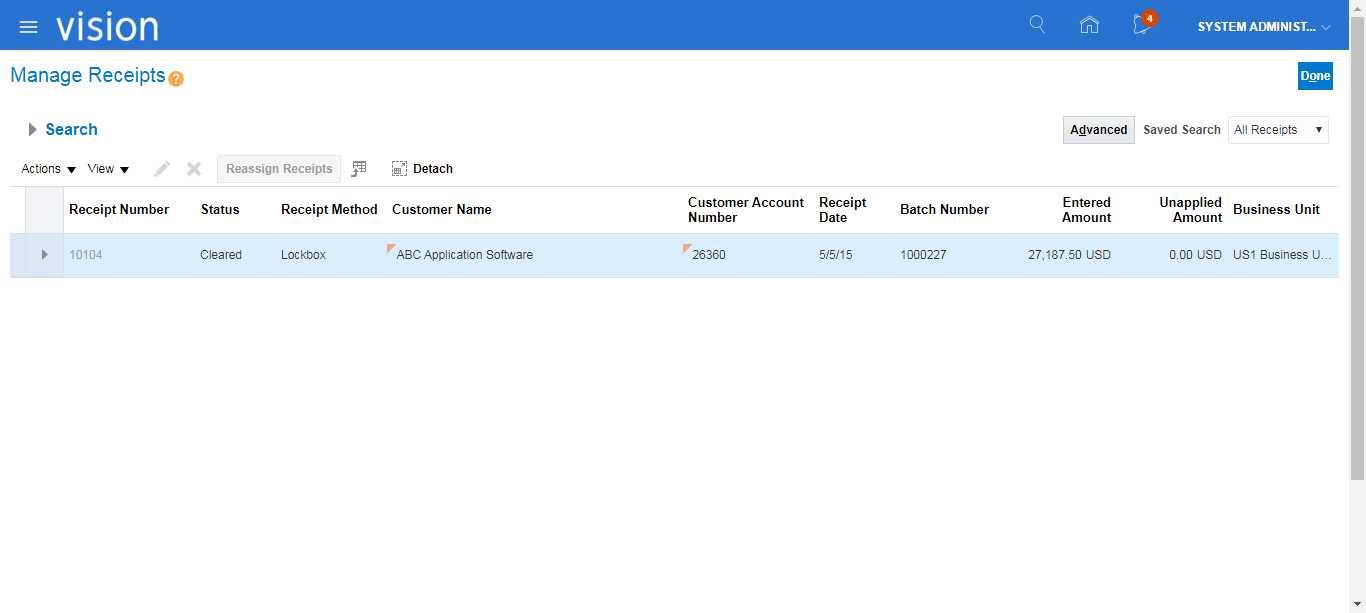 vision
4
SYSTEM ADMINIST...
Manage Receipts ?
Done
Search
Advanced Saved Search All Receipts
Actions View Reassign Receipts Detach
Receipt Number Status Receipt Method Customer Name Customer Account Number Receipt Date Batch Number Entered Amount Unapplied Amount Business Unit
10104 Cleared Lockbox ABC Application Software 26360 5/5/15 1000227 27,187.50 USD 0.00 USD US1 Business U...